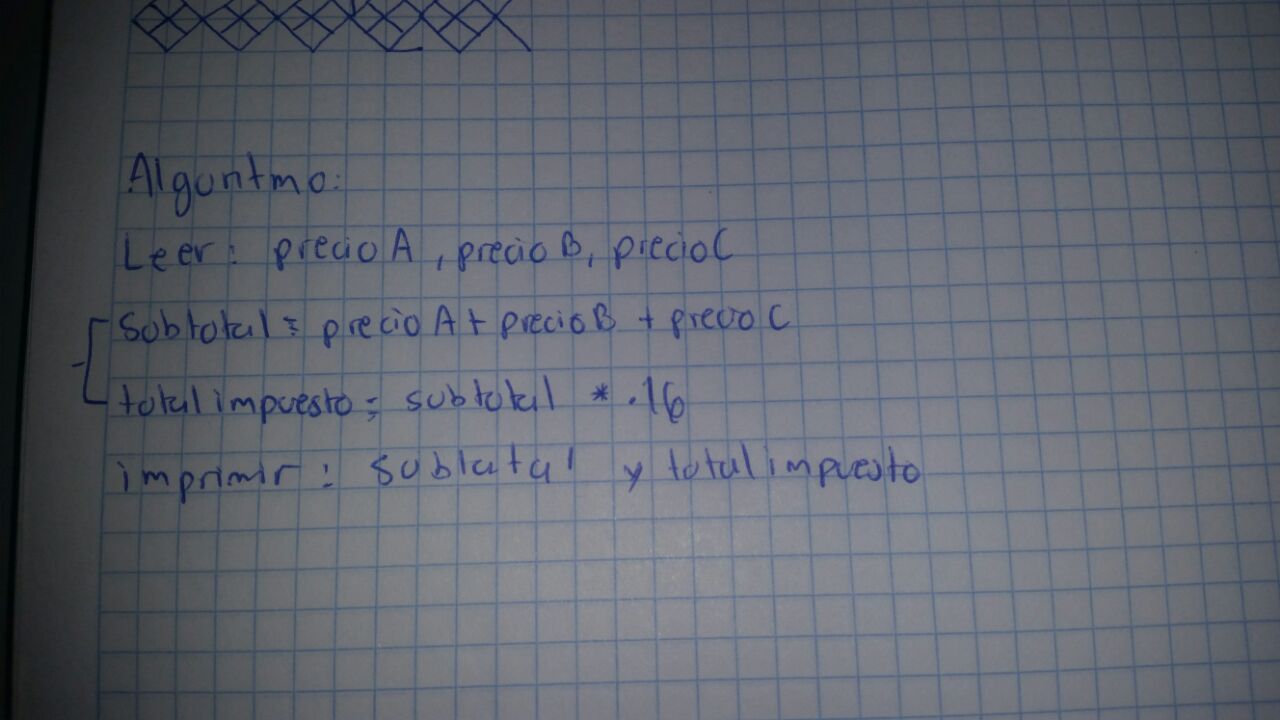 Algoritmo:
Leer: precio A, precio B, precio C
Subtotal = precio A + precio B + precio C
total impuesto = subtotal * .16
imprimir: subtotal y total impuesto